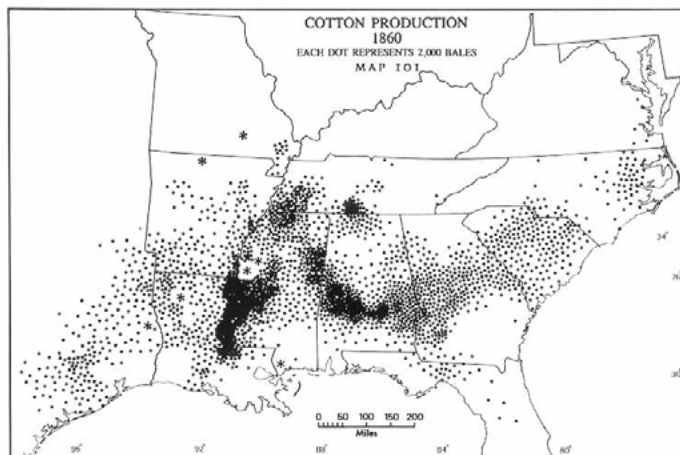 COTTON PRODUCTION
1860
EACH DOT REPRESENTS 2,000 BALES
MAP 101
34
30
0 50 100 150 200
Miles
96°
92
88
84°
80